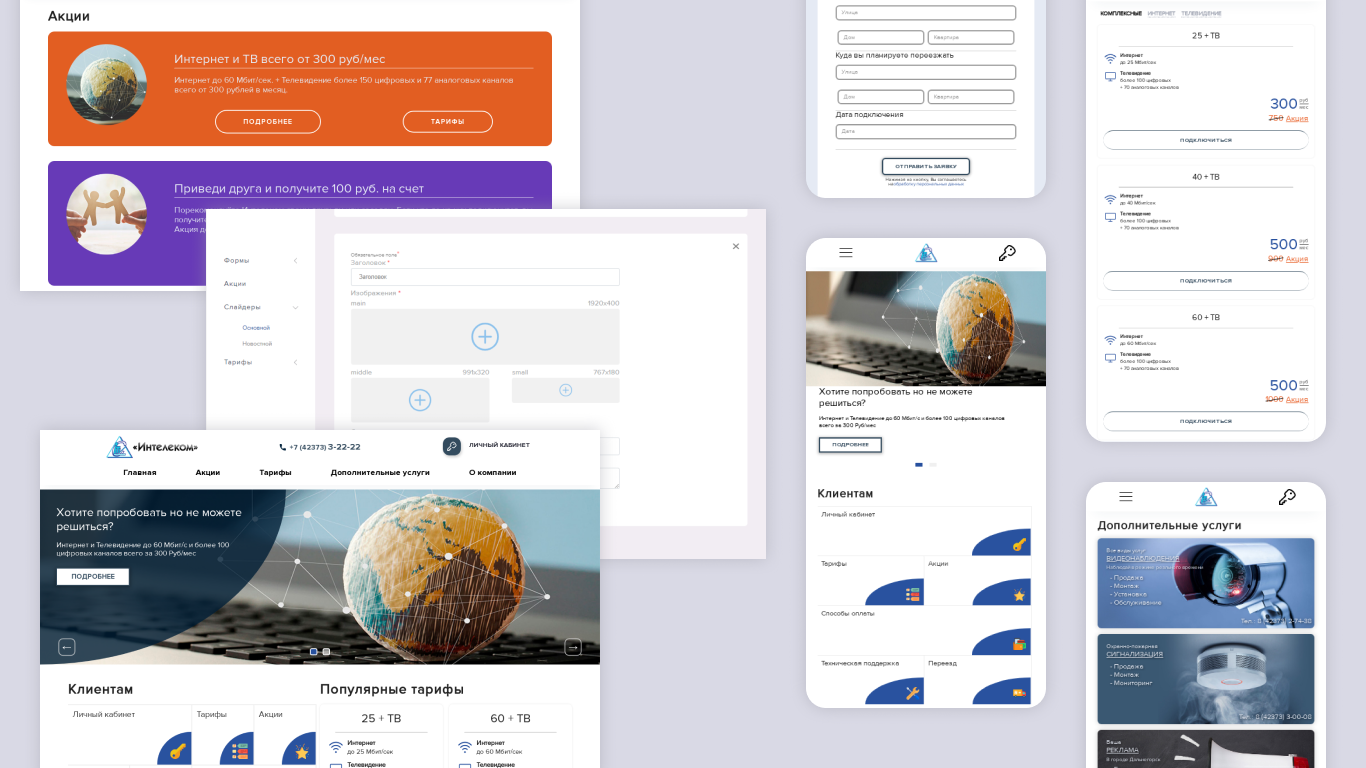 Акции
Интернет и ТВ всего от 300 руб/мес
Интернет до 60 Мбит/сек. + Телевидение более 150 цифровых и 77 аналоговых каналов
всего от 300 рублей в месяц.
ПОДРОБНЕЕ
ТАРИФЫ
Приведи друга и получите 100 руб. на счет
получит
Акция д
Формы
Акции
Слайдеры
Основной
Новостной
Тарифы
Обязательное поле*
Заголовок *
Заголовок
Изображения *
main 1920x400
middle 991x320
small 767x180
«Интелеком»
+7 (42373) 3-22-22
ЛИЧНЫЙ КАБИНЕТ
Главная
Акции
Тарифы
Дополнительные услуги
О компании
Хотите попробовать но не можете
решиться?
Интернет и Телевидение до 60 Мбит/с и более 100
цифровых каналов всего за 300 Руб/мес
ПОДРОБНЕЕ
Клиентам
Личный кабинет
Тарифы
Акции
Популярные тарифы
25 + ТВ
Интернет
до 25 Мбит/сек
Телевидение
60 + ТВ
Интернет
до 60 Мбит/сек
Телевидение
Улица
Дом
Квартира
Куда вы планируете переезжать
Улица
Дом
Квартира
Дата подключения
Дата
ОТПРАВИТЬ ЗАЯВКУ
Нажимая на кнопку, Вы соглашаетесь
на обработку персональных данных
Хотите попробовать но не можете
решиться?
Интернет и Телевидение до 60 Мбит/с и более 100 цифровых каналов
всего за 300 Руб/мес
ПОДРОБНЕЕ
Клиентам
Личный кабинет
Тарифы
Акции
Способы оплаты
Техническая поддержка
Переезд
КОМПЛЕКСНЫЕ ИНТЕРНЕТ ТЕЛЕВИДЕНИЕ
25 + ТВ
Интернет
до 25 Мбит/сек
Телевидение
более 100 цифровых
+ 70 аналоговых каналов
300 руб мес
750 Акция
ПОДКЛЮЧИТЬСЯ
40 + ТВ
Интернет
до 40 Мбит/сек
Телевидение
более 100 цифровых
+ 70 аналоговых каналов
500 руб мес
900 Акция
ПОДКЛЮЧИТЬСЯ
60 + ТВ
Интернет
до 60 Мбит/сек
Телевидение
более 100 цифровых
+ 70 аналоговых каналов
500 руб мес
1000 Акция
ПОДКЛЮЧИТЬСЯ
Дополнительные услуги
Все виды услуг
ВИДЕОНАБЛЮДЕНИЯ
- Продажа
- Монтаж
- Установка
- Обслуживание
Тел.: 8 (42373) 2-74-30
Охранно-пожарная
СИГНАЛИЗАЦИЯ
- Продажа
- Монтаж
- Мониторинг
Тел.: 8 (42373) 3-00-00
Ваша
РЕКЛАМА
В городе Дальнегорск